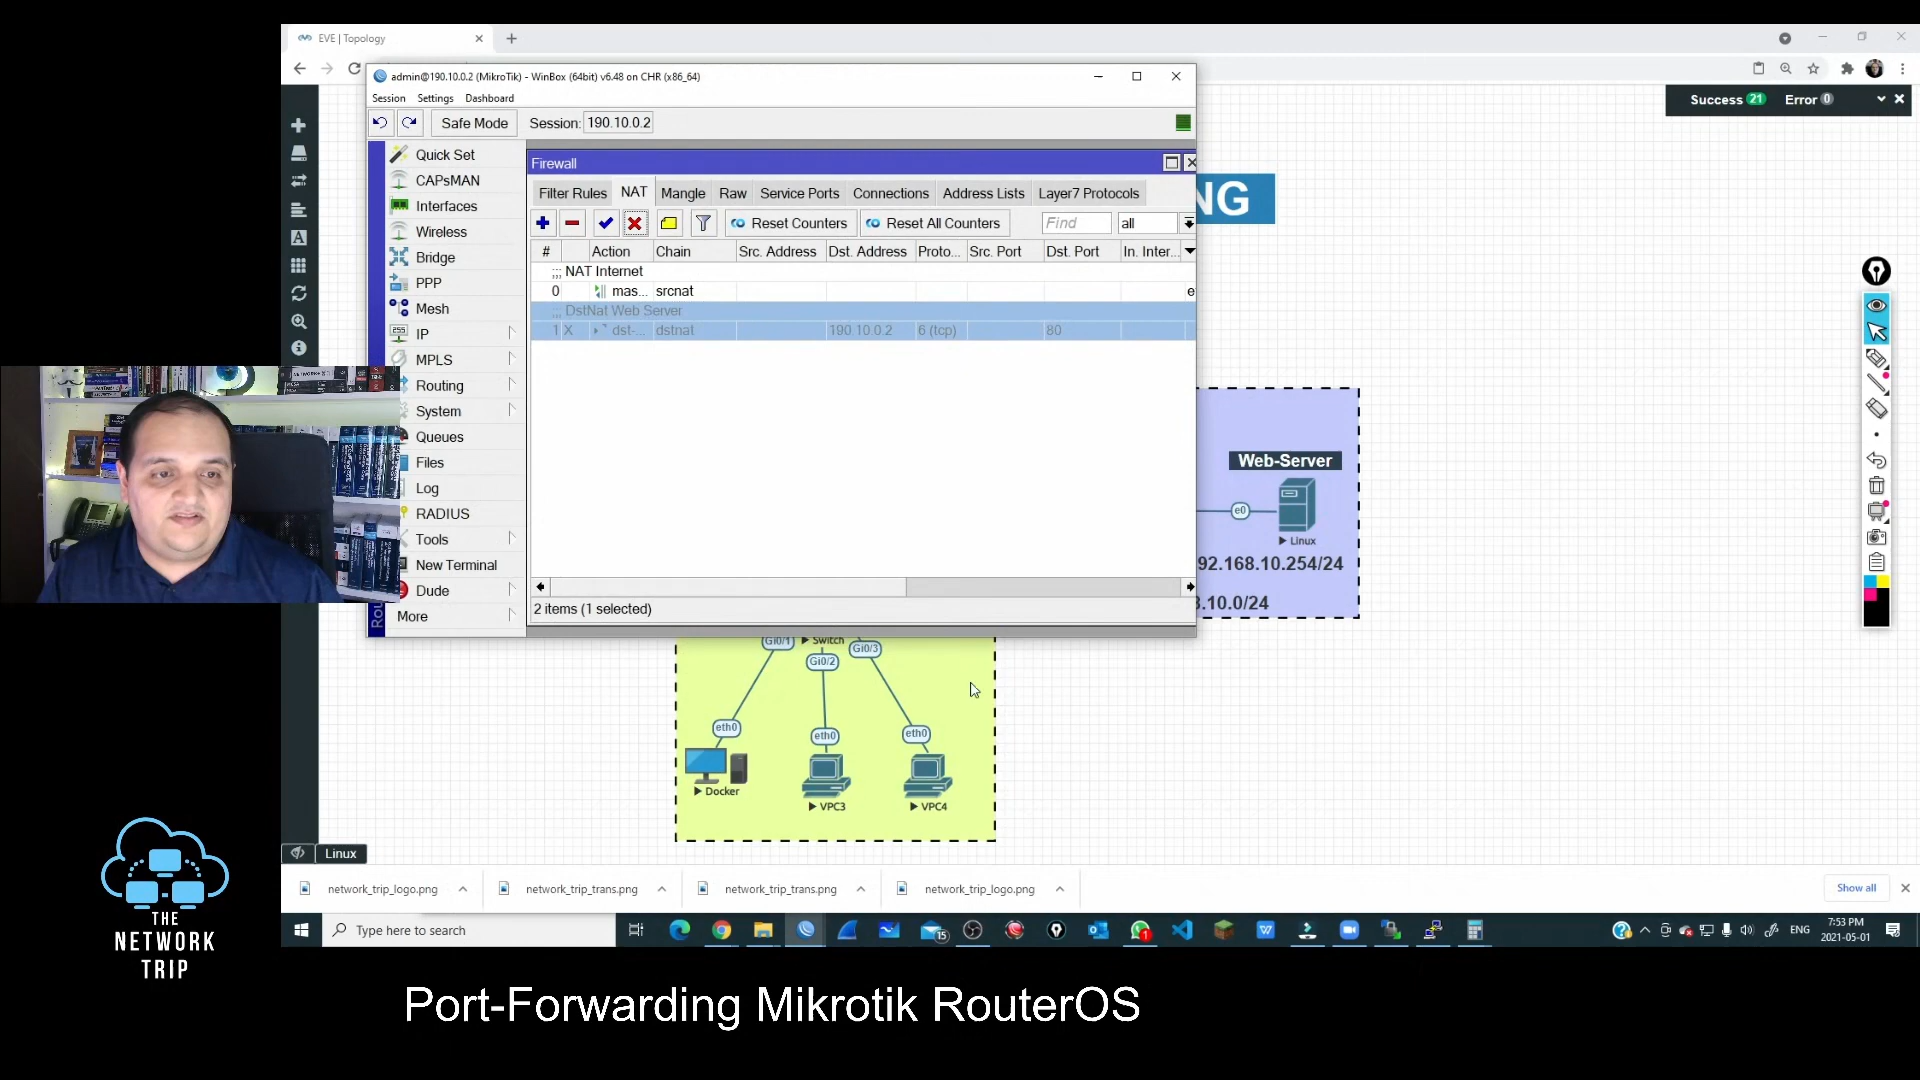 EVE | Topology
admin@190.10.0.2 (MikroTik) - WinBox (64bit) v6.48 on CHR (x86_64)
Session Settings Dashboard
Safe Mode Session: 190.10.0.2
Success 21 Error 0
Quick Set
CAPsMAN
Interfaces
Wireless
Bridge
PPP
Mesh
IP
MPLS
Routing
System
Queues
Files
Log
RADIUS
Tools
New Terminal
Dude
More
Firewall
Filter Rules NAT Mangle Raw Service Ports Connections Address Lists Layer7 Protocols
Reset Counters Reset All Counters Find all
# Action Chain Src. Address Dst. Address Proto... Src. Port Dst. Port In. Inter...
;;; NAT Internet
0 mas... srcnat e
;;; DstNat Web Server
1 X dst-... dstnat 190.10.0.2 6 (tcp) 80
2 items (1 selected)
NG
Web-Server
e0
Linux
92.168.10.254/24
.10.0/24
Gi0/1 Switch Gi0/3
Gi0/2
eth0 eth0 eth0
Docker VPC3 VPC4
Linux
network_trip_logo.png network_trip_trans.png network_trip_trans.png network_trip_logo.png Show all
Type here to search
15
1
ENG
7:53 PM
2021-05-01
THE
NETWORK
TRIP
Port-Forwarding Mikrotik RouterOS